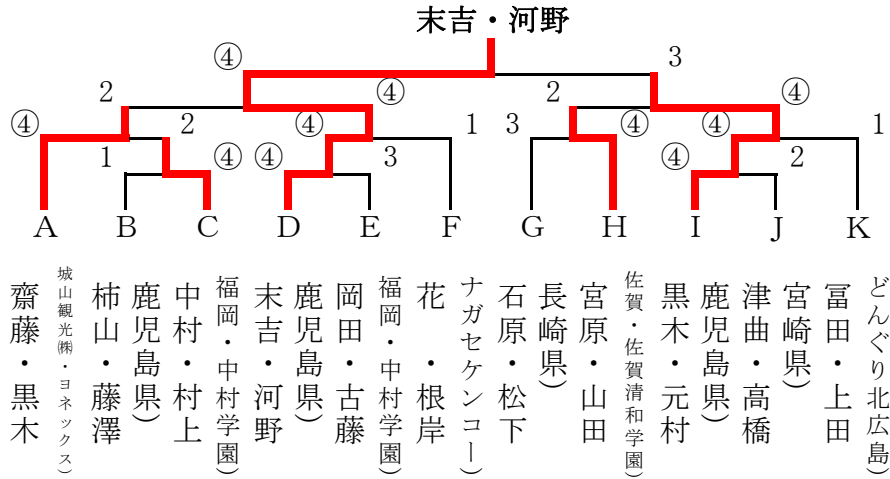 末吉・河野
④ 3
2 ④ 2 ④
④ 2 ④ 1 3 ④ ④ 1
1 ④ ④ 3 ④ 2
A B C D E F G H I J K
齋藤・黒木
城山観光㈱・ヨネックス）
柿山・藤澤
鹿児島県）
中村・村上
福岡・中村学園）
末吉・河野
鹿児島県）
岡田・古藤
福岡・中村学園）
花　・根岸
ナガセケンコー）
石原・松下
長崎県）
宮原・山田
佐賀・佐賀清和学園）
黒木・元村
鹿児島県）
津曲・高橋
宮崎県）
冨田・上田
どんぐり北広島）